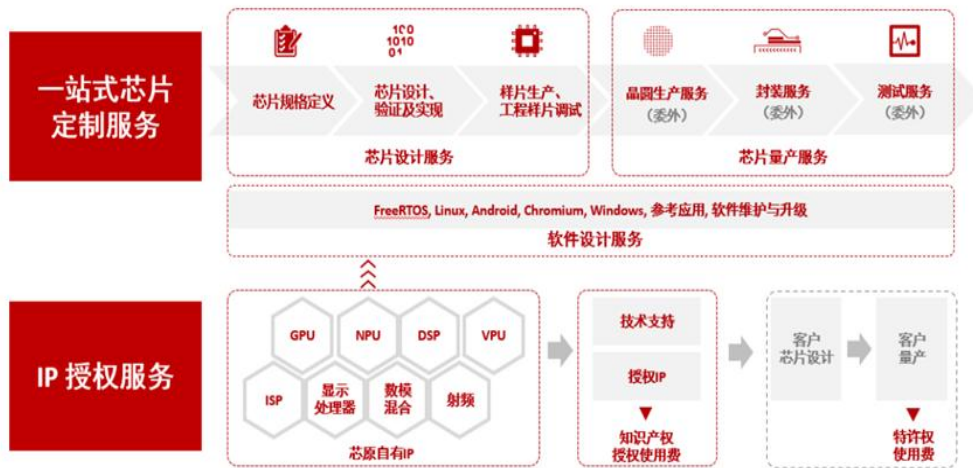 一站式芯片
定制服务
100
1010
01
芯片规格定义
芯片设计、
验证及实现
样片生产、
工程样片调试
芯片设计服务
晶圆生产服务
（委外）
封装服务
（委外）
测试服务
（委外）
芯片量产服务
FreeRTOS, Linux, Android, Chromium, Windows, 参考应用, 软件维护与升级
软件设计服务
IP 授权服务
GPU
NPU
DSP
VPU
ISP
显示
处理器
数模
混合
射频
芯原自有IP
技术支持
授权IP
知识产权
授权使用费
客户
芯片设计
客户
量产
特许权
使用费